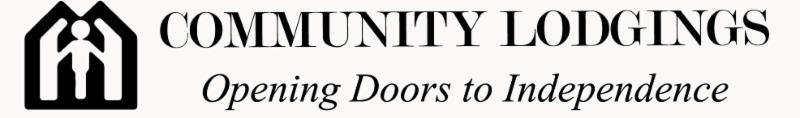 COMMUNITY LODGINGS
Opening Doors to Independence